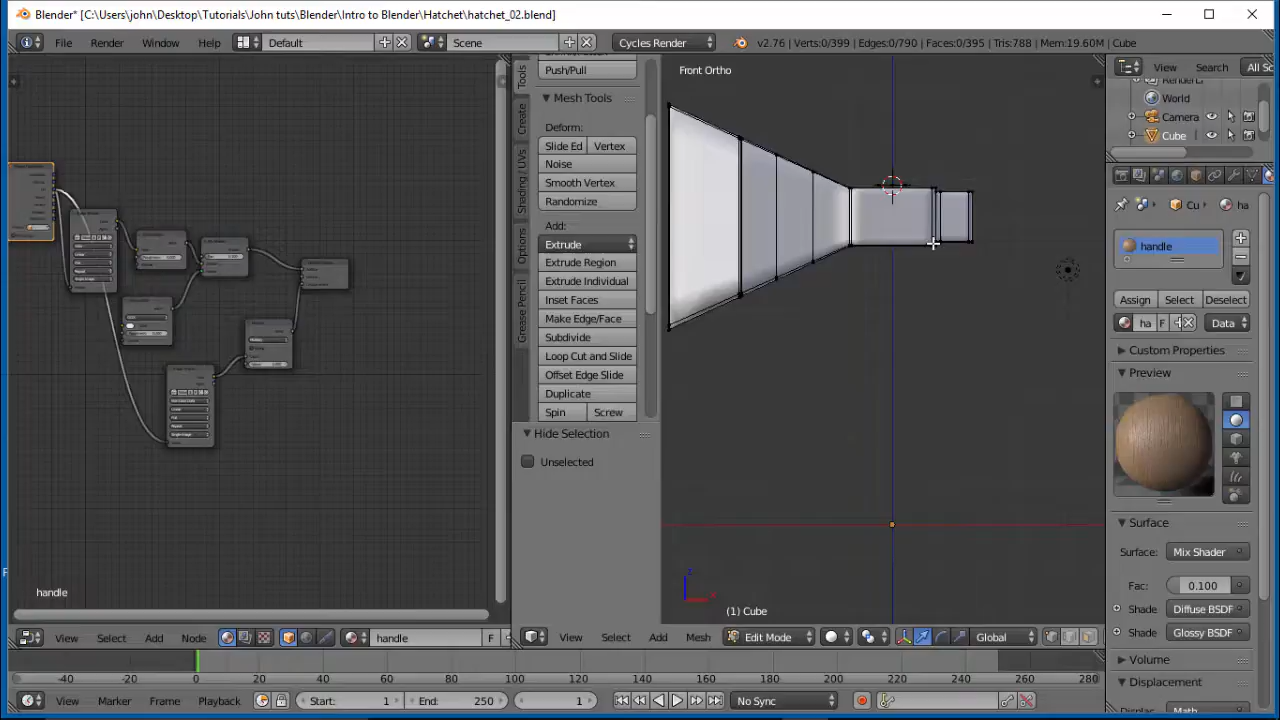 Blender* [C:\Users\john\Desktop\Tutorials\John tuts\Blender\Intro to Blender\Hatchet\hatchet_02.blend]
File Render Window Help Default Scene Cycles Render v2.76 | Verts:0/399 | Edges:0/790 | Faces:0/395 | Tris:788 | Mem:19.60M | Cube
View Search All Sc
World
Camera
Cube
Front Ortho
Tools
Create
Shading / UVs
Options
Grease Pencil
Push/Pull
Mesh Tools
Deform:
Slide Ed Vertex
Noise
Smooth Vertex
Randomize
Add:
Extrude
Extrude Region
Extrude Individual
Inset Faces
Make Edge/Face
Subdivide
Loop Cut and Slide
Offset Edge Slide
Duplicate
Spin Screw
Hide Selection
Unselected
z
x
(1) Cube
Cu ha
handle
Assign Select Deselect
ha F Data
Custom Properties
Preview
Surface
Surface: Mix Shader
Fac: 0.100
Shade Diffuse BSDF
Shade Glossy BSDF
Volume
Displacement
Displac Math
handle
View Select Add Node handle F
View Select Add Mesh Edit Mode Global
-40 -20 0 20 40 60 80 100 120 140 160 180 200 220 240 260 280
View Marker Frame Playback Start: 1 End: 250 1 No Sync